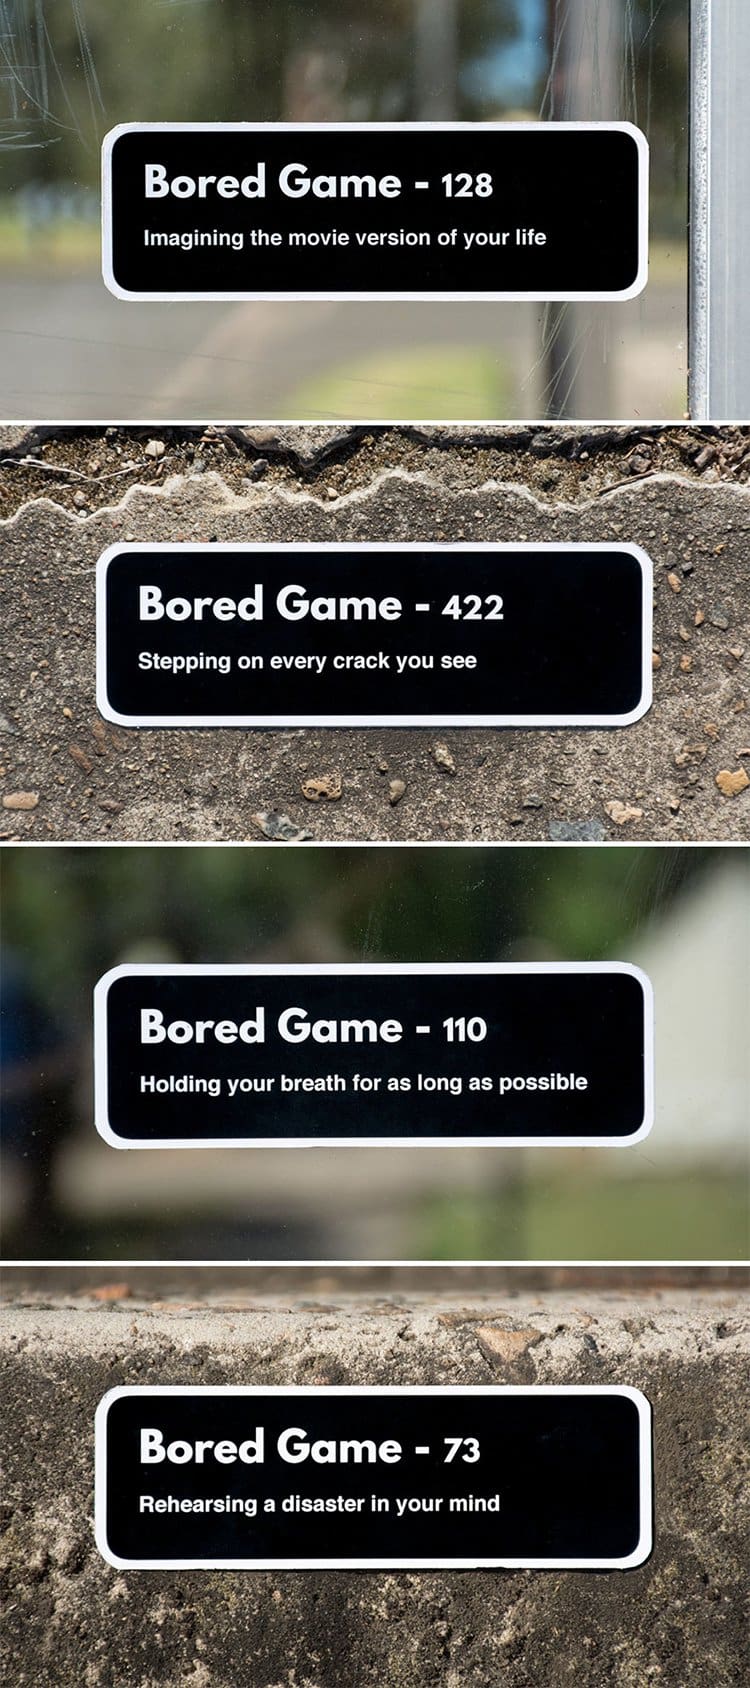 Bored Game - 128
Imagining the movie version of your life
Bored Game - 422
Stepping on every crack you see
Bored Game - 110
Holding your breath for as long as possible
Bored Game - 73
Rehearsing a disaster in your mind